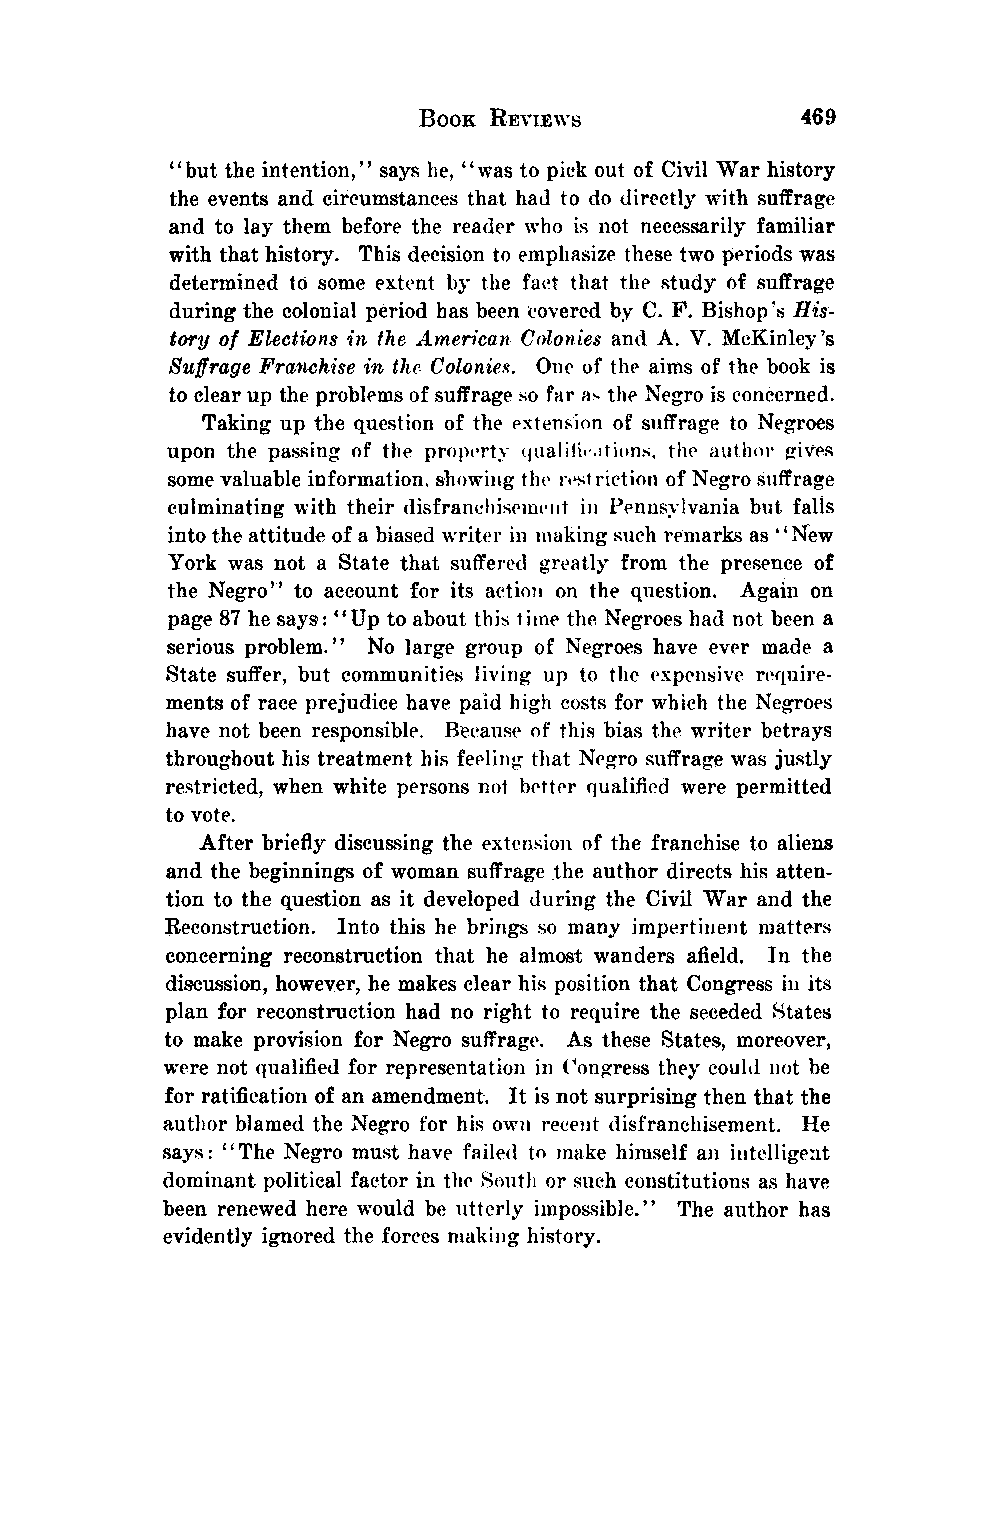 BOOK REVIEWS 469
"but the intention," says he, "was to pick out of Civil War history
the events and circumstances that had to do directly with suffrage
and to lay them before the reader who is not necessarily familiar
with that history. This decision to emphasize these two periods was
determined to some extent by the fact that the study of suffrage
during the colonial period has been covered by C. F. Bishop's His-
tory of Elections in the American Colonies and A. V. McKinley's
Suffrage Franchise in the Colonies. One of the aims of the book is
to clear up the problems of suffrage so far as the Negro is concerned.
Taking up the question of the extension of suffrage to Negroes
upon the passing of the property qualifications, the author gives
some valuable information, showing the restriction of Negro suffrage
culminating with their disfranchisement in Pennsylvania but falls
into the attitude of a biased writer in making such remarks as "New
York was not a State that suffered greatly from the presence of
the Negro" to account for its action on the question. Again on
page 87 he says: "Up to about this time the Negroes had not been a
serious problem." No large group of Negroes have ever made a
State suffer, but communities living up to the expensive require-
ments of race prejudice have paid high costs for which the Negroes
have not been responsible. Because of this bias the writer betrays
throughout his treatment his feeling that Negro suffrage was justly
restricted, when white persons not better qualified were permitted
to vote.
After briefly discussing the extension of the franchise to aliens
and the beginnings of woman suffrage the author directs his atten-
tion to the question as it developed during the Civil War and the
Reconstruction. Into this he brings so many impertinent matters
concerning reconstruction that he almost wanders afield. In the
discussion, however, he makes clear his position that Congress in its
plan for reconstruction had no right to require the seceded States
to make provision for Negro suffrage. As these States, moreover,
were not qualified for representation in Congress they could not be
for ratification of an amendment. It is not surprising then that the
author blamed the Negro for his own recent disfranchisement. He
says: "The Negro must have failed to make himself an intelligent
dominant political factor in the South or such constitutions as have
been renewed here would be utterly impossible." The author has
evidently ignored the forces making history.